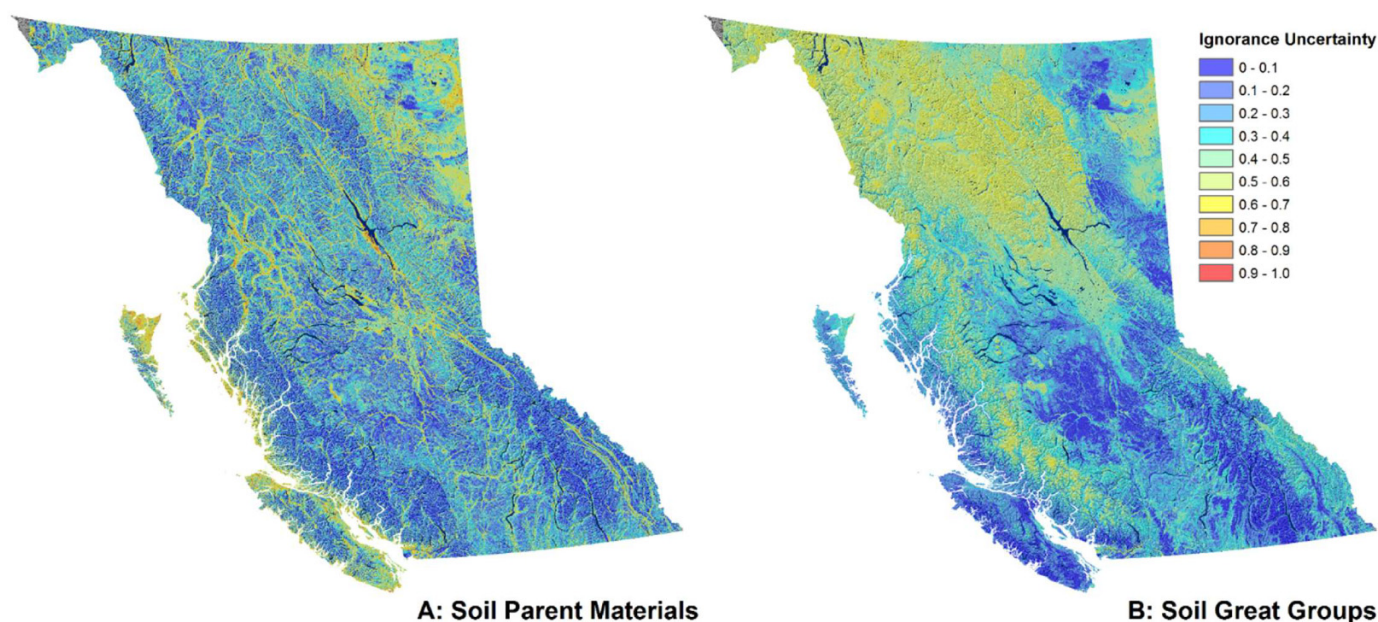 Ignorance Uncertainty
0 - 0.1
0.1 - 0.2
0.2 - 0.3
0.3 - 0.4
0.4 - 0.5
0.5 - 0.6
0.6 - 0.7
0.7 - 0.8
0.8 - 0.9
0.9 - 1.0
A: Soil Parent Materials
B: Soil Great Groups